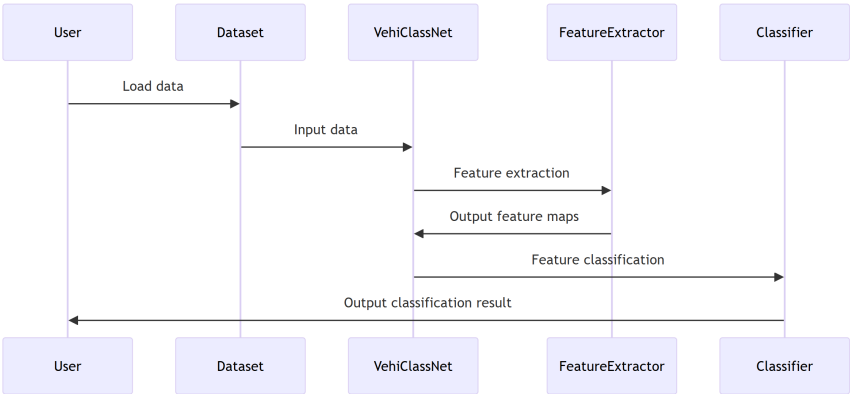 User
Dataset
VehiClassNet
FeatureExtractor
Classifier
Load data
Input data
Feature extraction
Output feature maps
Feature classification
Output classification result
User
Dataset
VehiClassNet
FeatureExtractor
Classifier